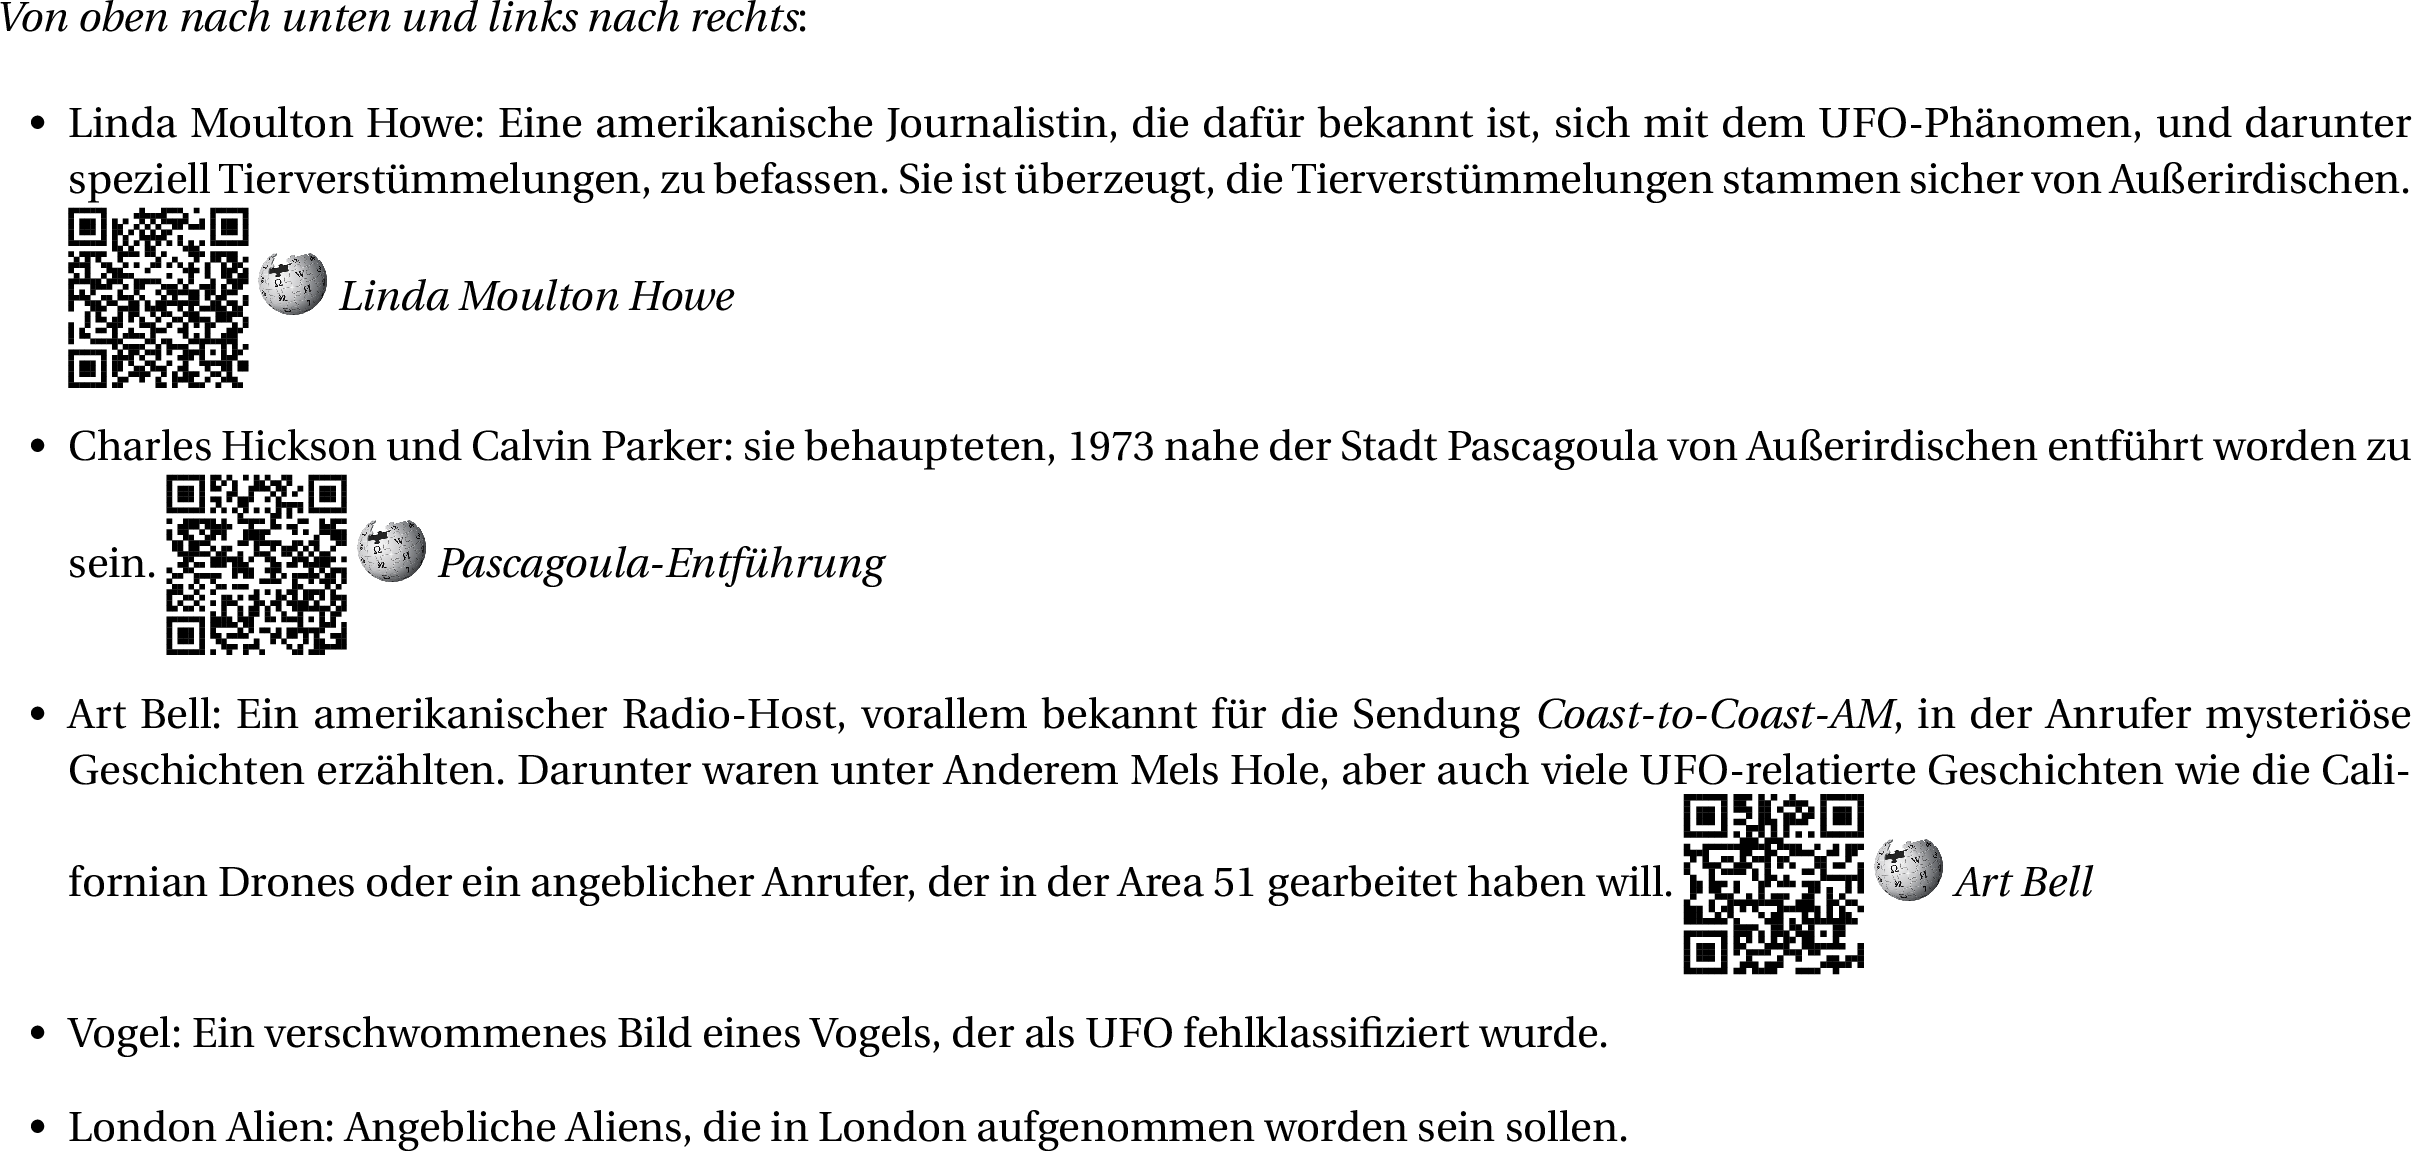 Von oben nach unten und links nach rechts:
• Linda Moulton Howe: Eine amerikanische Journalistin, die dafür bekannt ist, sich mit dem UFO-Phänomen, und darunter
speziell Tierverstümmelungen, zu befassen. Sie ist überzeugt, die Tierverstümmelungen stammen sicher von Außerirdischen.
Linda Moulton Howe
• Charles Hickson und Calvin Parker: sie behaupteten, 1973 nahe der Stadt Pascagoula von Außerirdischen entführt worden zu
sein. Pascagoula-Entführung
• Art Bell: Ein amerikanischer Radio-Host, vorallem bekannt für die Sendung Coast-to-Coast-AM, in der Anrufer mysteriöse
Geschichten erzählten. Darunter waren unter Anderem Mels Hole, aber auch viele UFO-relatierte Geschichten wie die Cali-
fornian Drones oder ein angeblicher Anrufer, der in der Area 51 gearbeitet haben will. Art Bell
• Vogel: Ein verschwommenes Bild eines Vogels, der als UFO fehlklassifiziert wurde.
• London Alien: Angebliche Aliens, die in London aufgenommen worden sein sollen.